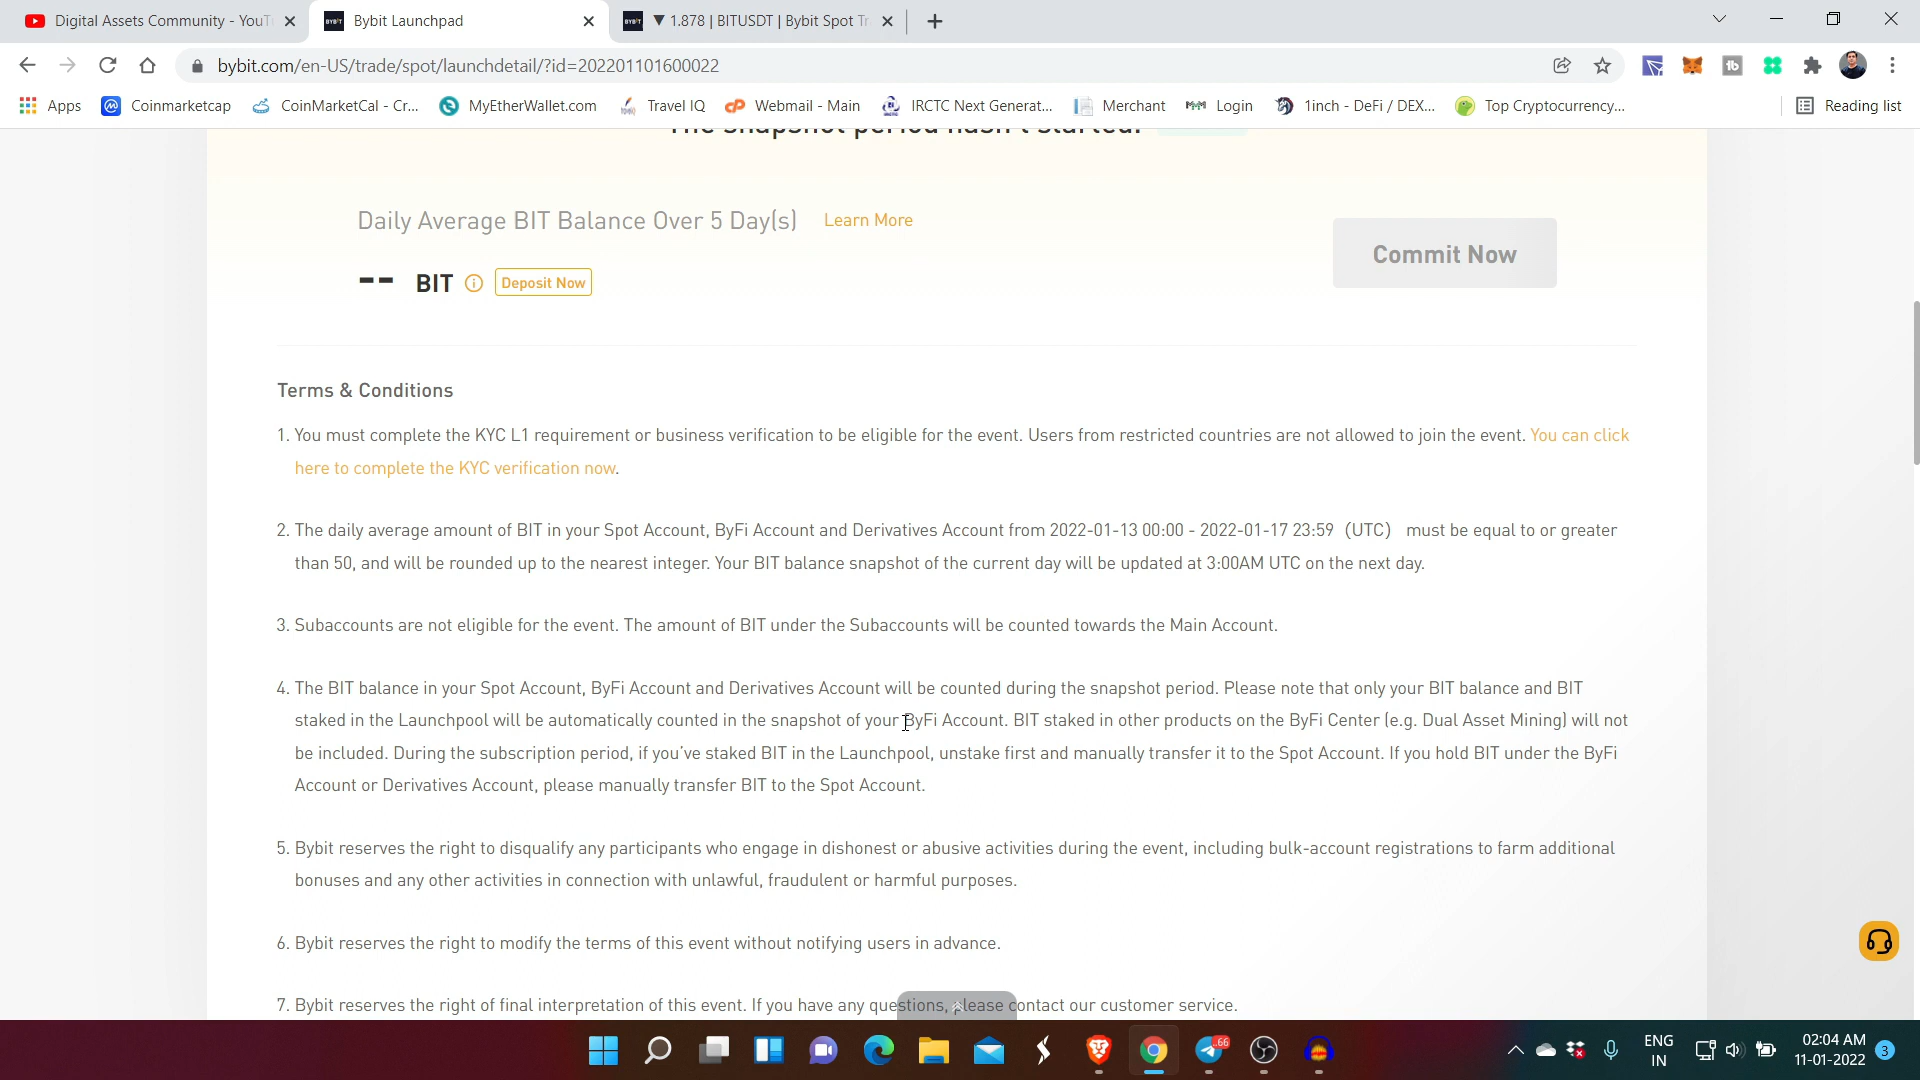 Digital Assets Community - YouT
Bybit Launchpad
▼ 1.878 | BITUSDT | Bybit Spot Tr
bybit.com/en-US/trade/spot/launchdetail/?id=202201101600022
Apps
Coinmarketcap
CoinMarketCal - Cr...
MyEtherWallet.com
Travel IQ
Webmail - Main
IRCTC Next Generat...
Merchant
Login
1inch - DeFi / DEX...
Top Cryptocurrency...
Reading list
The snapshot period hasn't started.
Daily Average BIT Balance Over 5 Day(s) Learn More
-- BIT Deposit Now
Commit Now
Terms & Conditions
1. You must complete the KYC L1 requirement or business verification to be eligible for the event. Users from restricted countries are not allowed to join the event. You can click
here to complete the KYC verification now.
2. The daily average amount of BIT in your Spot Account, ByFi Account and Derivatives Account from 2022-01-13 00:00 - 2022-01-17 23:59 (UTC) must be equal to or greater
than 50, and will be rounded up to the nearest integer. Your BIT balance snapshot of the current day will be updated at 3:00AM UTC on the next day.
3. Subaccounts are not eligible for the event. The amount of BIT under the Subaccounts will be counted towards the Main Account.
4. The BIT balance in your Spot Account, ByFi Account and Derivatives Account will be counted during the snapshot period. Please note that only your BIT balance and BIT
staked in the Launchpool will be automatically counted in the snapshot of your ByFi Account. BIT staked in other products on the ByFi Center (e.g. Dual Asset Mining) will not
be included. During the subscription period, if you've staked BIT in the Launchpool, unstake first and manually transfer it to the Spot Account. If you hold BIT under the ByFi
Account or Derivatives Account, please manually transfer BIT to the Spot Account.
5. Bybit reserves the right to disqualify any participants who engage in dishonest or abusive activities during the event, including bulk-account registrations to farm additional
bonuses and any other activities in connection with unlawful, fraudulent or harmful purposes.
6. Bybit reserves the right to modify the terms of this event without notifying users in advance.
7. Bybit reserves the right of final interpretation of this event. If you have any questions, please contact our customer service.
66
ENG
IN
02:04 AM
11-01-2022
3